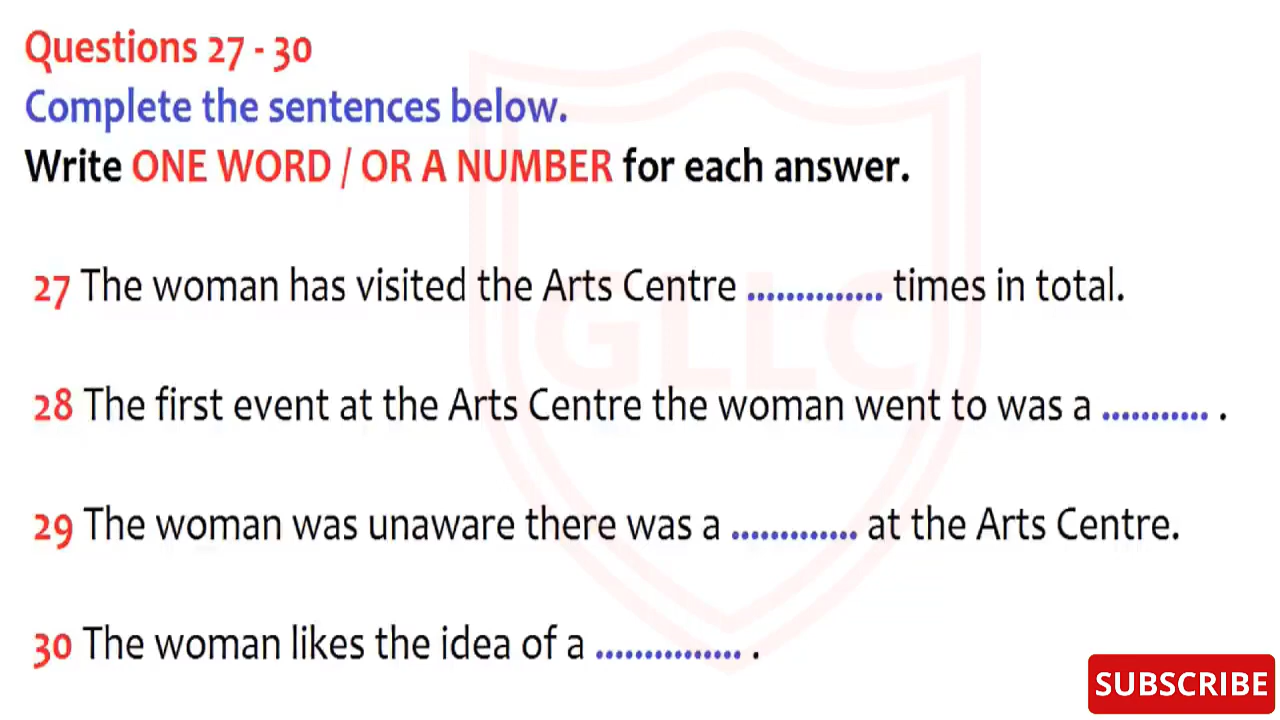 Questions 27 - 30
Complete the sentences below.
Write ONE WORD / OR A NUMBER for each answer.
27 The woman has visited the Arts Centre .............. times in total.
28 The first event at the Arts Centre the woman went to was a ........... .
29 The woman was unaware there was a ............. at the Arts Centre.
30 The woman likes the idea of a ............... .
GLLC
SUBSCRIBE